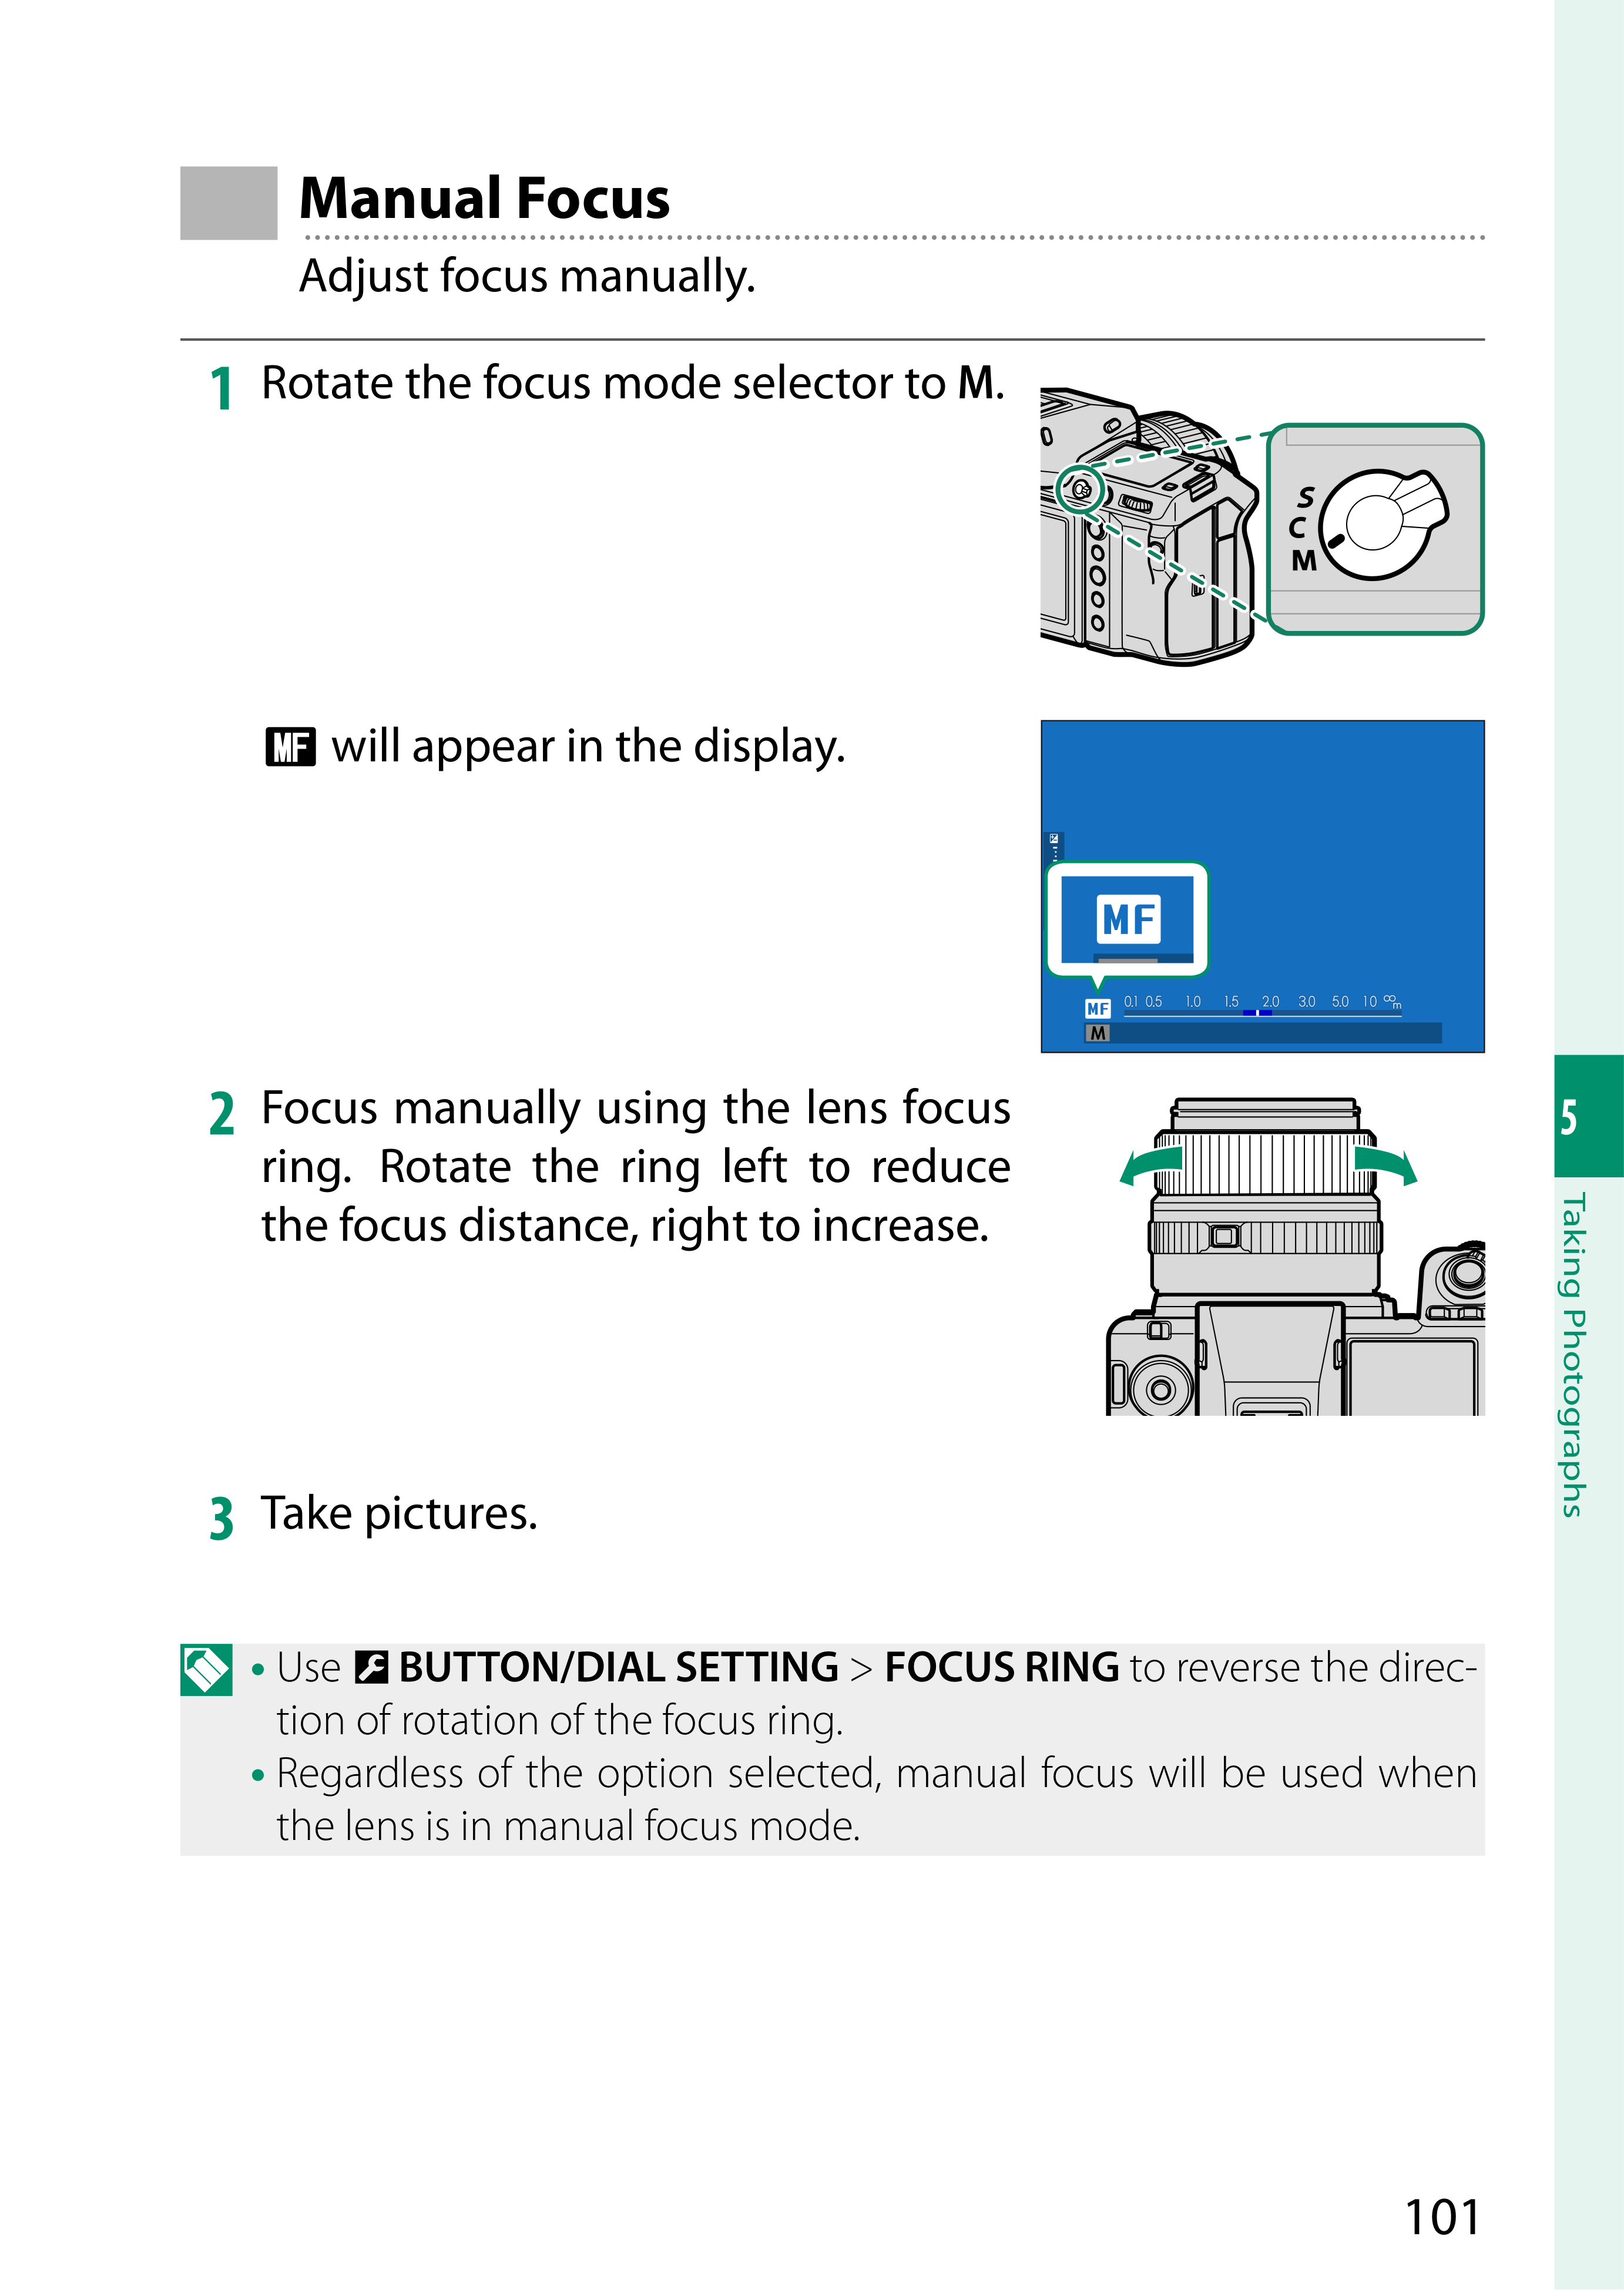 Manual Focus
Adjust focus manually.
1 Rotate the focus mode selector to M.
S
C
M
MF will appear in the display.
MF
MF 0.1 0.5 1.0 1.5 2.0 3.0 5.0 10 ∞ m
M
2 Focus manually using the lens focus
ring. Rotate the ring left to reduce
the focus distance, right to increase.
3 Take pictures.
• Use BUTTON/DIAL SETTING > FOCUS RING to reverse the direc-
tion of rotation of the focus ring.
• Regardless of the option selected, manual focus will be used when
the lens is in manual focus mode.
5
Taking Photographs
101